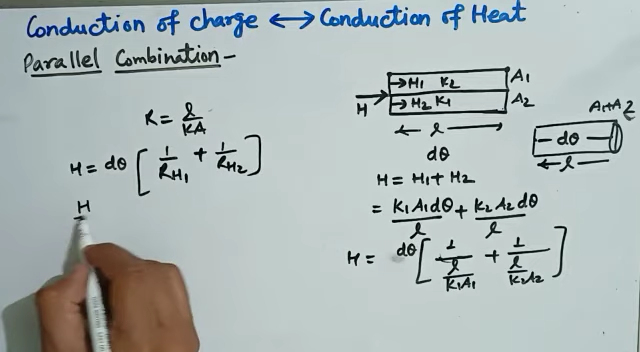 Conduction of charge ↔ Conduction of Heat
Parallel Combination -
R = l/KA
H = dθ [ 1/R_H₁ + 1/R_H₂ ]
H
H
→H₁ K₂ A₁
→H₂ K₁ A₂
← l →
dθ
A₁+A₂
dθ
← l →
H = H₁ + H₂
= K₁A₁dθ/l + K₂A₂dθ/l
H = dθ [ 1/(l/K₁A₁) + 1/(l/K₂A₂) ]